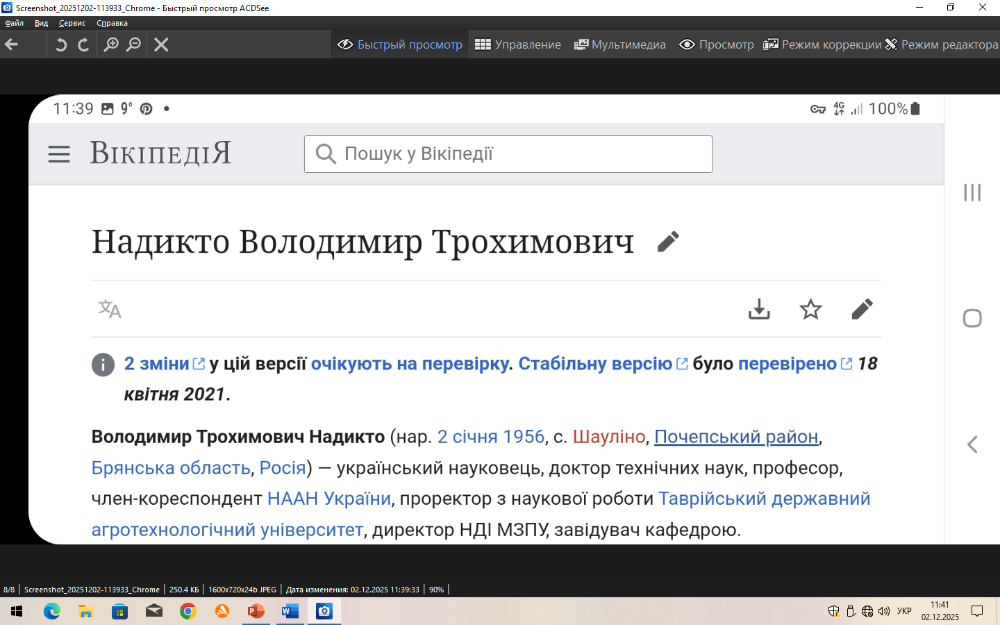 Screenshot_20251202-113933_Chrome - Быстрый просмотр ACDSee
Файл Вид Сервис Справка
Быстрый просмотр Управление Мультимедиа Просмотр Режим коррекции Режим редактора
11:39 9° 4G 100%
ВікіпедіЯ
Пошук у Вікіпедії
Надикто Володимир Трохимович
2 зміни у цій версії очікують на перевірку. Стабільну версію було перевірено 18
квітня 2021.
Володимир Трохимович Надикто (нар. 2 січня 1956, с. Шауліно, Почепський район,
Брянська область, Росія) — український науковець, доктор технічних наук, професор,
член-кореспондент НААН України, проректор з наукової роботи Таврійський державний
агротехнологічний університет, директор НДІ МЗПУ, завідувач кафедрою.
8/8 Screenshot_20251202-113933_Chrome 250.4 КБ 1600x720x24b JPEG Дата изменения: 02.12.2025 11:39:33 90%
УКР
11:41
02.12.2025